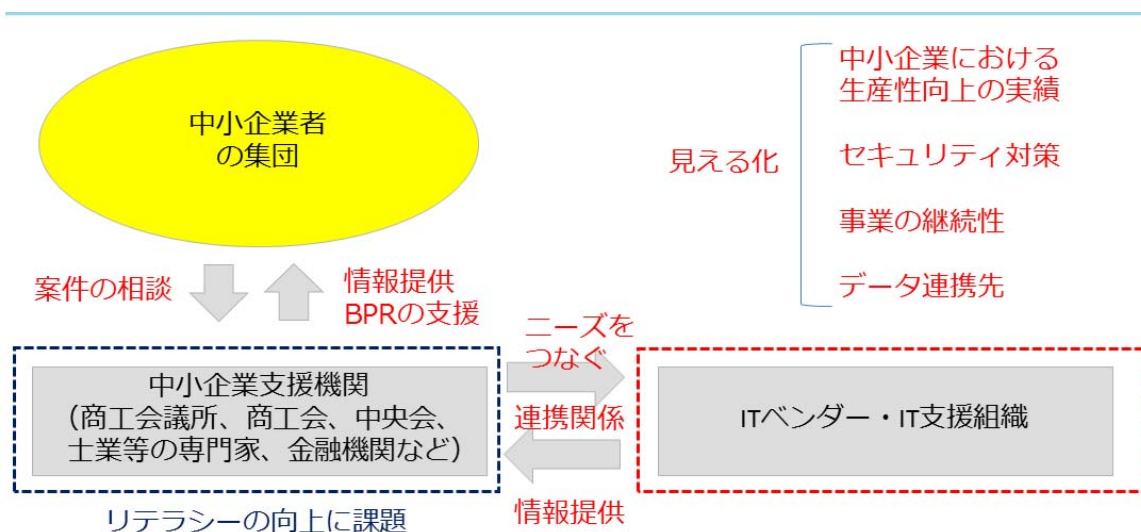 中小企業者
の集団
見える化
中小企業における
生産性向上の実績
セキュリティ対策
事業の継続性
データ連携先
案件の相談
情報提供
BPRの支援
ニーズを
つなぐ
中小企業支援機関
（商工会議所、商工会、中央会、
士業等の専門家、金融機関など）
連携関係
ITベンダー・IT支援組織
情報提供
リテラシーの向上に課題